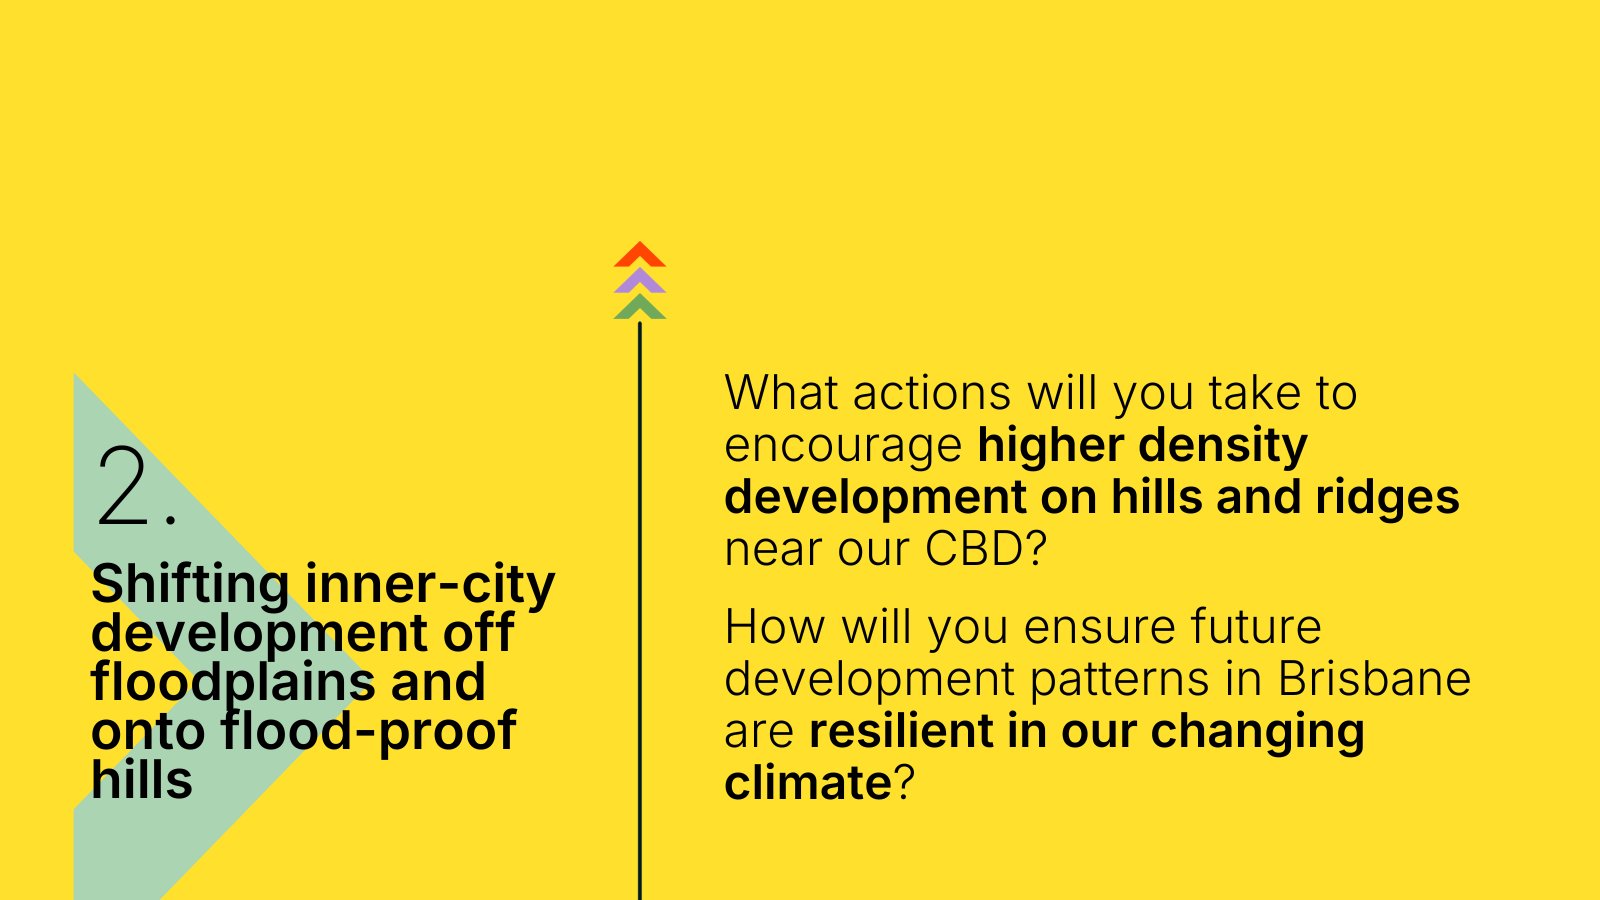 2.
Shifting inner-city
development off
floodplains and
onto flood-proof
hills
What actions will you take to
encourage higher density
development on hills and ridges
near our CBD?
How will you ensure future
development patterns in Brisbane
are resilient in our changing
climate?